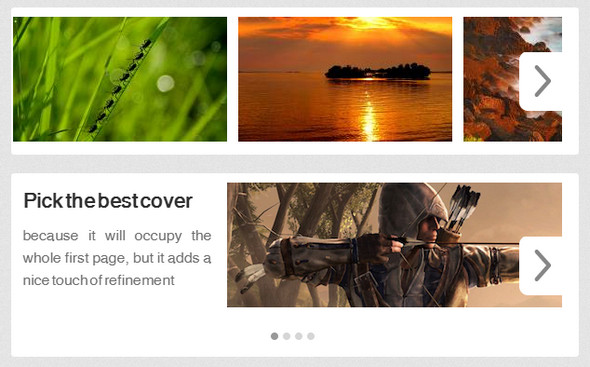 Pick the best cover
because it will occupy the
whole first page, but it adds a
nice touch of refinement